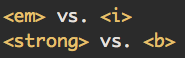 <em> vs. <i>
<strong> vs. <b>